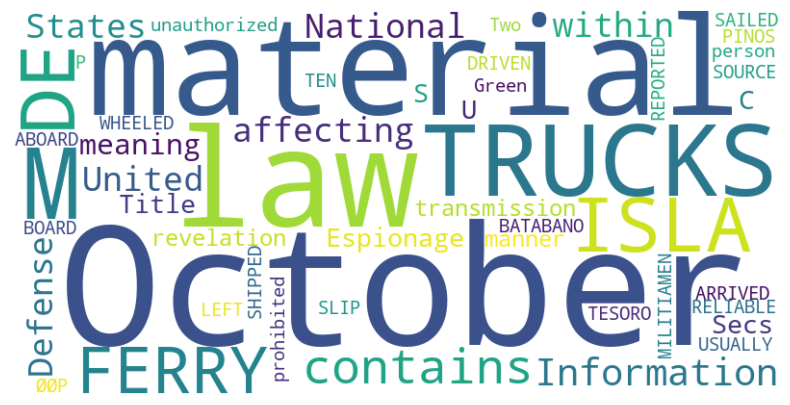 States unauthorized National Two within SAILED
PINOS
P material DRIVEN REPORTED person
DE TEN Green SOURCE
S U C
WHEELED
ABOARD meaning law affecting TRUCKS
M United
Title transmission ISLA
BOARD revelation Espionage manner BATABANO
October
Defense SHIPPED MILITIAMEN ARRIVED
LEFT SLIP TESORO RELIABLE
prohibited Secs
USUALLY
FERRY contains Information
ØØP